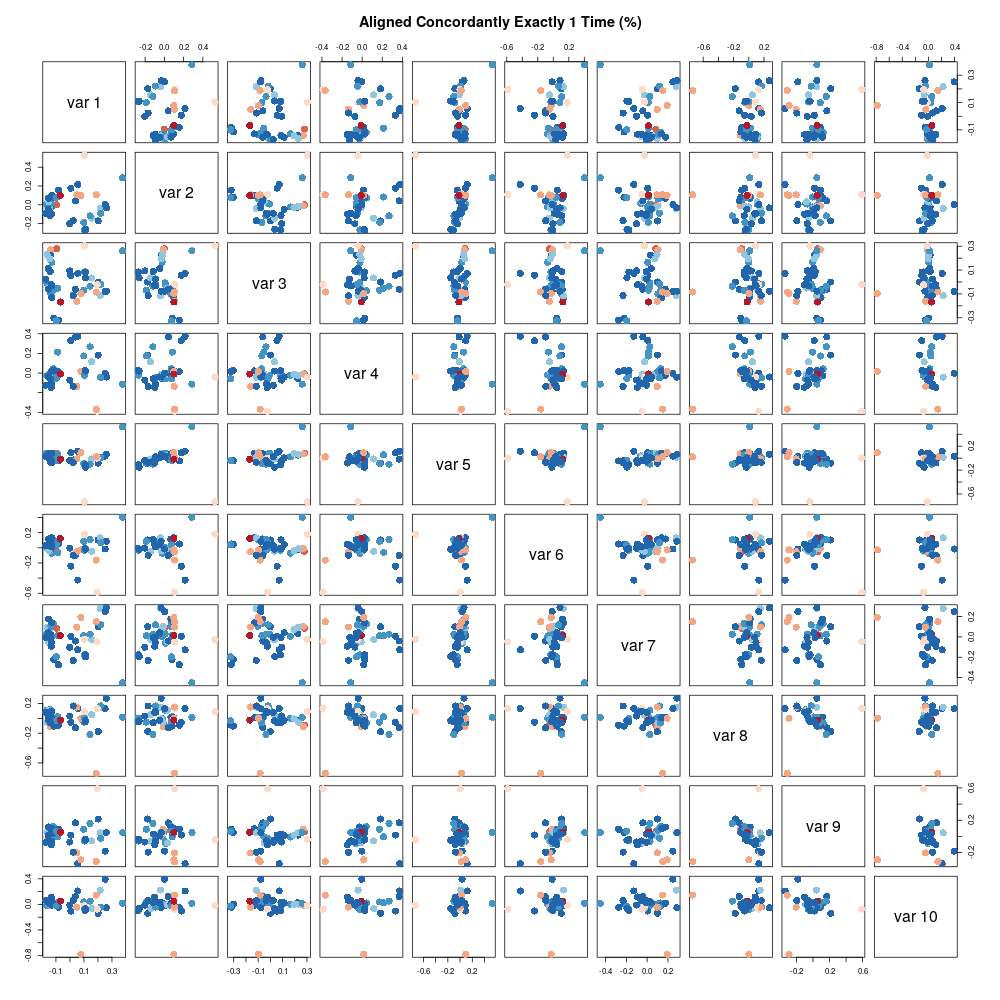 Aligned Concordantly Exactly 1 Time (%)
-0.2 0.0 0.2 0.4
-0.4 0.0 0.2 0.4
-0.6 -0.2 0.2
-0.6 -0.2 0.2
-0.8 -0.4 0.0 0.4
var 1
-0.1 0.1 0.3
var 2
-0.2 0.0 0.2 0.4
var 3
-0.3 -0.1 0.1 0.3
var 4
-0.4 0.0 0.2 0.4
var 5
-0.6 -0.2 0.2
var 6
-0.6 -0.2 0.2
var 7
-0.4 -0.2 0.0 0.2
var 8
-0.6 -0.2 0.2
var 9
-0.2 0.2 0.6
var 10
-0.8 -0.4 0.0 0.4
-0.1 0.1 0.3
-0.3 -0.1 0.1 0.3
-0.6 -0.2 0.2
-0.4 -0.2 0.0 0.2
-0.2 0.2 0.6